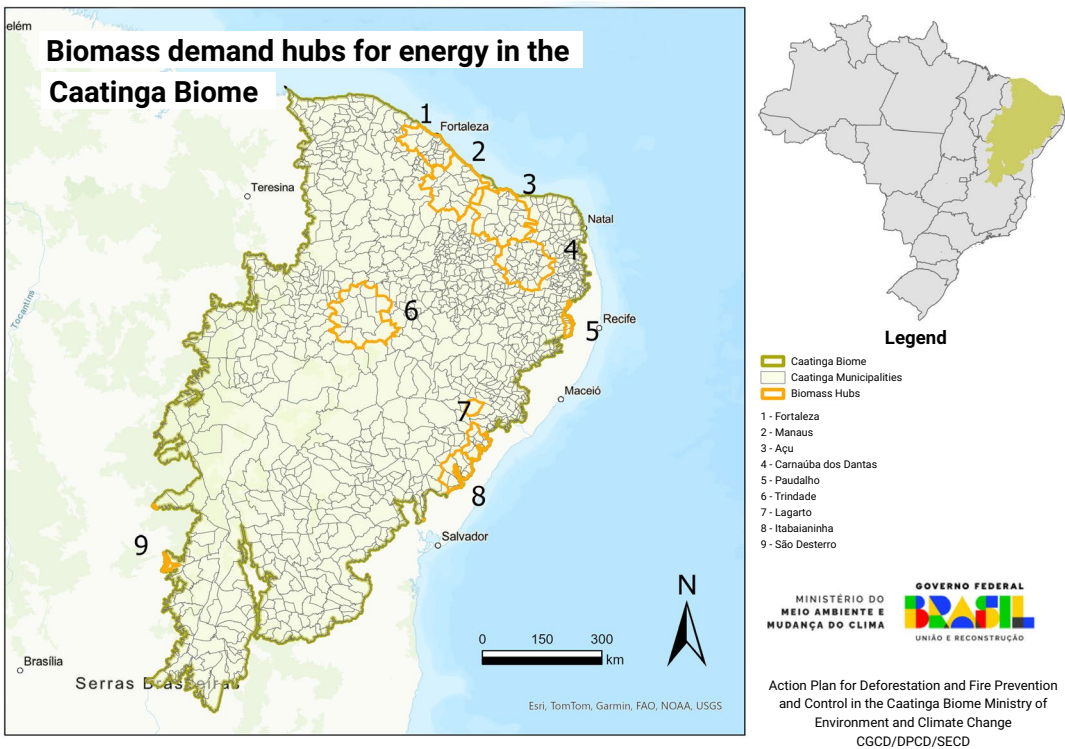 elém
Biomass demand hubs for energy in the
Caatinga Biome
1
Fortaleza
2
Teresina
3
Natal
4
Tocantins
6
5
Recife
Maceió
7
8
Salvador
9
N
0 150 300
km
Brasília
Serras Brasileiras
Esri, TomTom, Garmin, FAO, NOAA, USGS
Legend
Caatinga Biome
Caatinga Municipalities
Biomass Hubs
1 - Fortaleza
2 - Manaus
3 - Açu
4 - Carnaúba dos Dantas
5 - Paudalho
6 - Trindade
7 - Lagarto
8 - Itabaianinha
9 - São Desterro
MINISTÉRIO DO
MEIO AMBIENTE E
MUDANÇA DO CLIMA
GOVERNO FEDERAL
BRASIL
UNIÃO E RECONSTRUÇÃO
Action Plan for Deforestation and Fire Prevention
and Control in the Caatinga Biome Ministry of
Environment and Climate Change
CGCD/DPCD/SECD